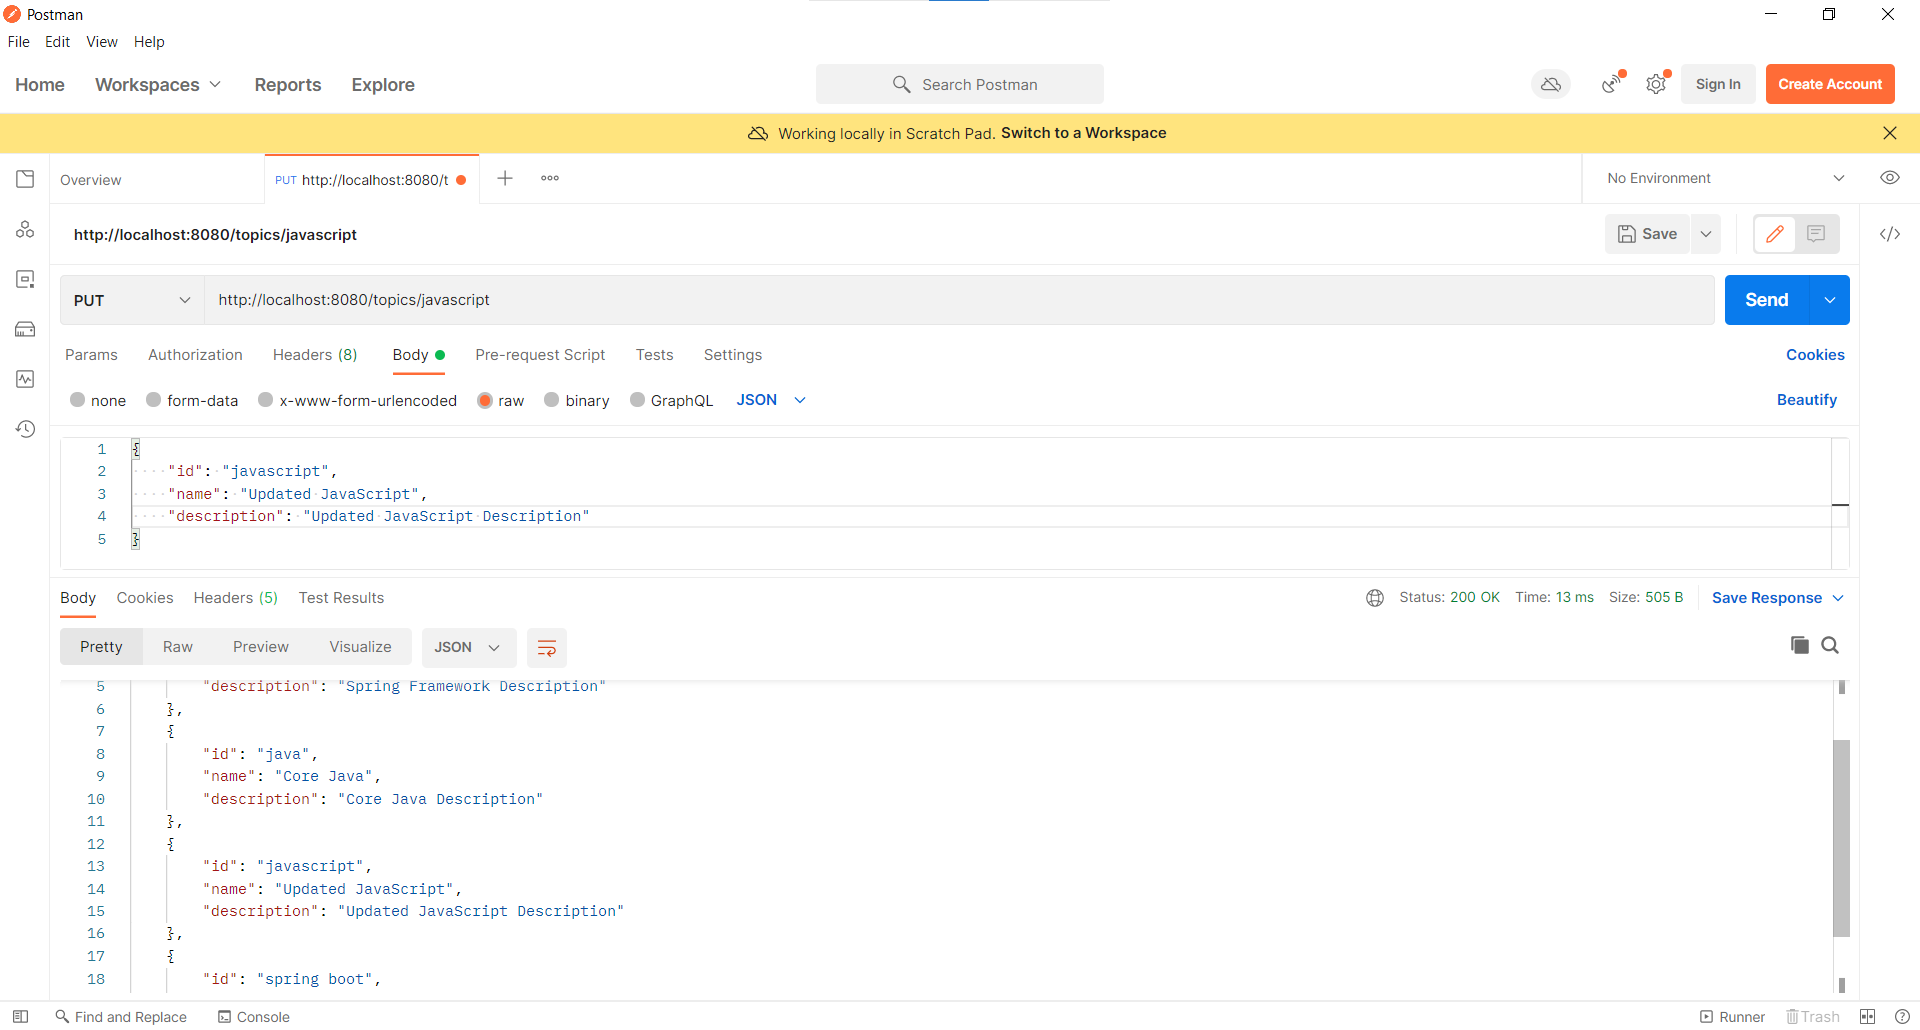 Postman
File Edit View Help
Home Workspaces Reports Explore Search Postman Sign In Create Account
Working locally in Scratch Pad. Switch to a Workspace
Overview PUT http://localhost:8080/t No Environment
http://localhost:8080/topics/javascript Save
PUT http://localhost:8080/topics/javascript Send
Params Authorization Headers (8) Body Pre-request Script Tests Settings Cookies
none form-data x-www-form-urlencoded raw binary GraphQL JSON Beautify
1 {
2 "id": "javascript",
3 "name": "Updated JavaScript",
4 "description": "Updated JavaScript Description"
5 }
Body Cookies Headers (5) Test Results Status: 200 OK Time: 13 ms Size: 505 B Save Response
Pretty Raw Preview Visualize JSON
5 "description": "Spring Framework Description"
6 },
7 {
8 "id": "java",
9 "name": "Core Java",
10 "description": "Core Java Description"
11 },
12 {
13 "id": "javascript",
14 "name": "Updated JavaScript",
15 "description": "Updated JavaScript Description"
16 },
17 {
18 "id": "spring boot",
Find and Replace Console Runner Trash